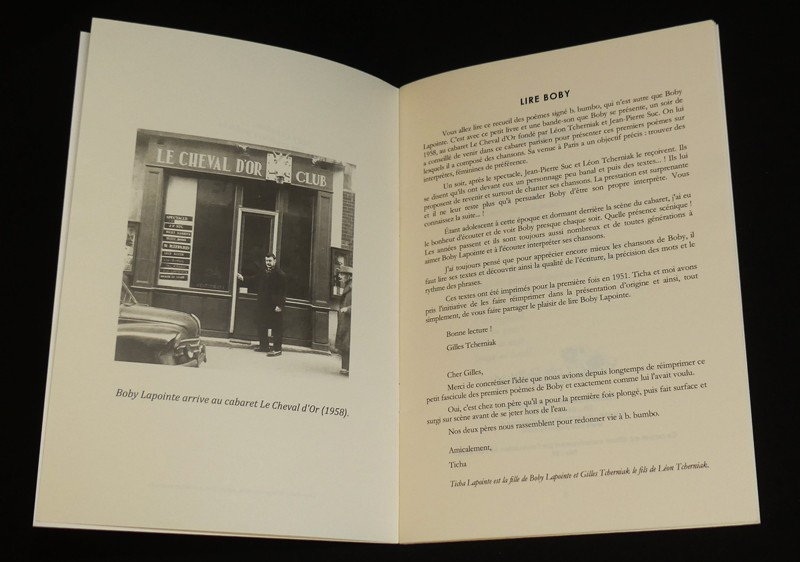 LE CHEVAL D'OR
CLUB
SPECTACLE
Boby Lapointe arrive au cabaret Le Cheval d'Or (1958).
LIRE BOBY
Vous allez lire ce recueil des poèmes signé b. bumbo, qui n'est autre que Boby
Lapointe. C'est avec ce petit livre et une bande-son que Boby se présente, un soir de
1958, au cabaret Le Cheval d'Or fondé par Léon Tcherniak et Jean-Pierre Suc. On lui
a conseillé de venir dans ce cabaret parisien pour présenter ces premiers poèmes sur
lesquels il a composé des chansons. Sa venue à Paris a un objectif précis : trouver des
interprètes, féminines de préférence.
Un soir, après le spectacle, Jean-Pierre Suc et Léon Tcherniak le reçoivent. Ils
se disent qu'ils ont devant eux un personnage peu banal et puis des textes... ! Ils lui
proposent de revenir et surtout de chanter ses chansons. La prestation est surprenante
et il ne leur reste plus qu'à persuader Boby d'être son propre interprète. Vous
connaissez la suite... !
Étant adolescent à cette époque et dormant derrière la scène du cabaret, j'ai eu
le bonheur d'écouter et de voir Boby presque chaque soir. Quelle présence scénique !
Les années passent et ils sont toujours aussi nombreux et de toutes générations à
aimer Boby Lapointe et à l'écouter interpréter ses chansons.
J'ai toujours pensé que pour apprécier encore mieux les chansons de Boby, il
faut lire ses textes et découvrir ainsi la qualité de l'écriture, la précision des mots et le
rythme des phrases.
Ces textes ont été imprimés pour la première fois en 1951. Ticha et moi avons
pris l'initiative de les faire réimprimer dans la présentation d'origine et ainsi, tout
simplement, de vous faire partager le plaisir de lire Boby Lapointe.
Bonne lecture !
Gilles Tcherniak
Cher Gilles,
Merci de concrétiser l'idée que nous avions depuis longtemps de réimprimer ce
petit fascicule des premiers poèmes de Boby et exactement comme lui l'avait voulu.
Oui, c'est chez ton père qu'il a pour la première fois plongé, puis fait surface et
surgi sur scène avant de se jeter hors de l'eau.
Nos deux pères nous rassemblent pour redonner vie à b. bumbo.
Amicalement,
Ticha
Ticha Lapointe est la fille de Boby Lapointe et Gilles Tcherniak le fils de Léon Tcherniak.